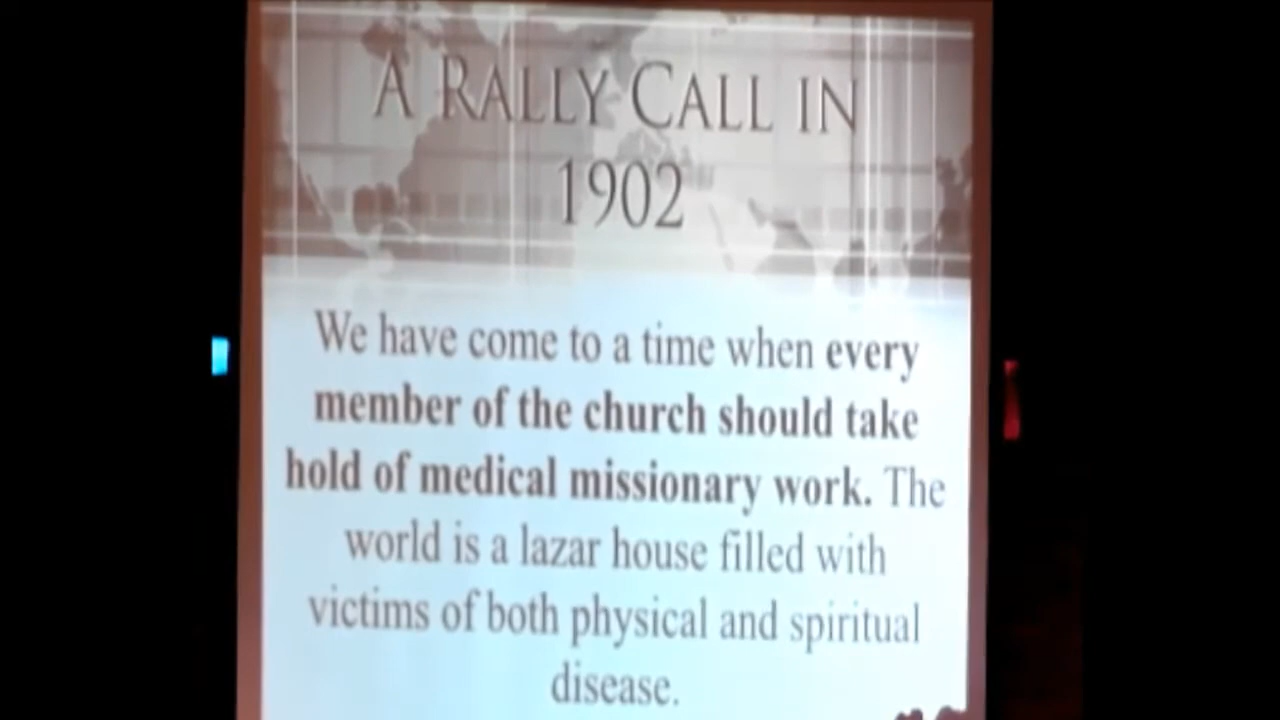 A RALLY CALL IN
1902
We have come to a time when every
member of the church should take
hold of medical missionary work. The
world is a lazar house filled with
victims of both physical and spiritual
disease.